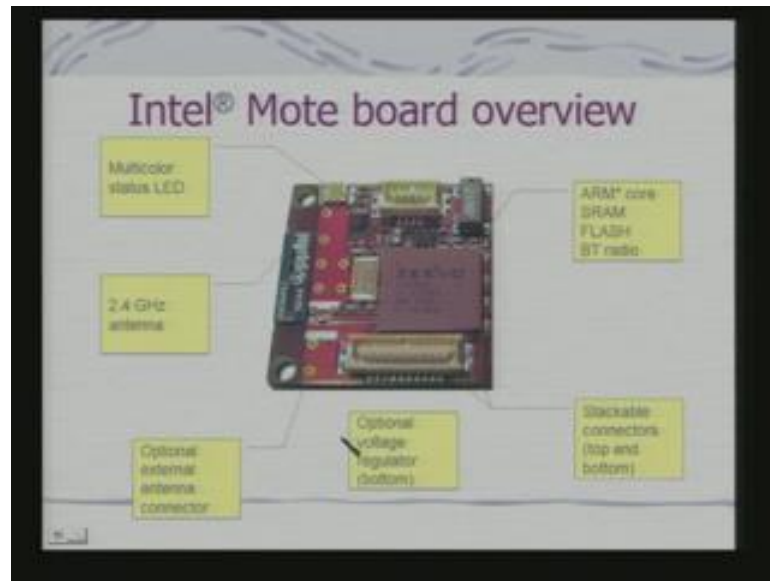 Intel® Mote board overview
Multicolor
status LED
ARM* core
SRAM
FLASH
BT radio
2.4 GHz
antenna
Optional
external
antenna
connector
Optional
voltage
regulator
(bottom)
Stackable
connectors
(top and
bottom)